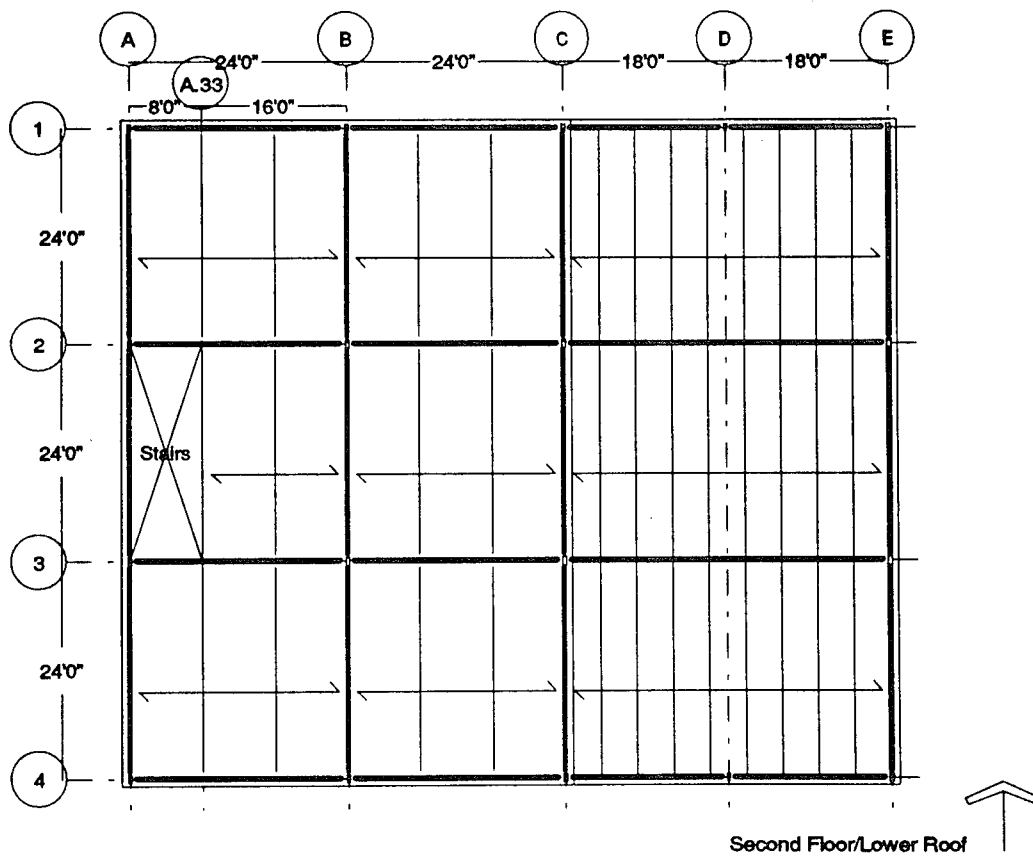 A B C D E
24'0" 24'0" 18'0" 18'0"
A.33
8'0" 16'0"
1
24'0"
2
24'0"
Stairs
3
24'0"
4
Second Floor/Lower Roof